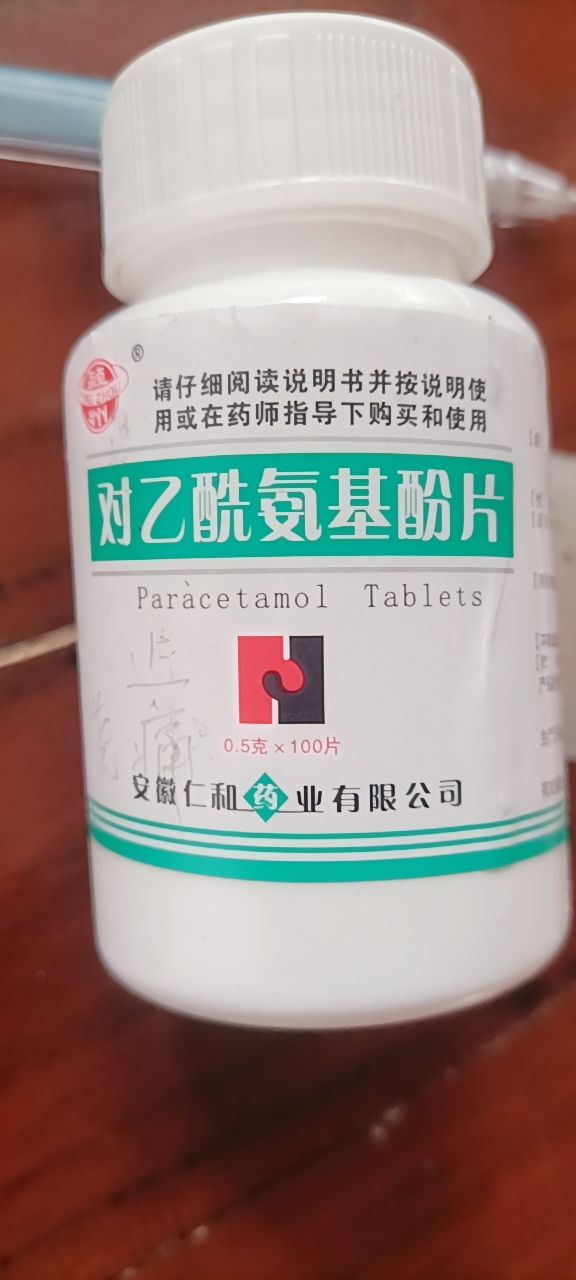 ®
请仔细阅读说明书并按说明使
用或在药师指导下购买和使用
对乙酰氨基酚片
Paracetamol Tablets
止
痛
0.5克×100片
安徽仁和药业有限公司